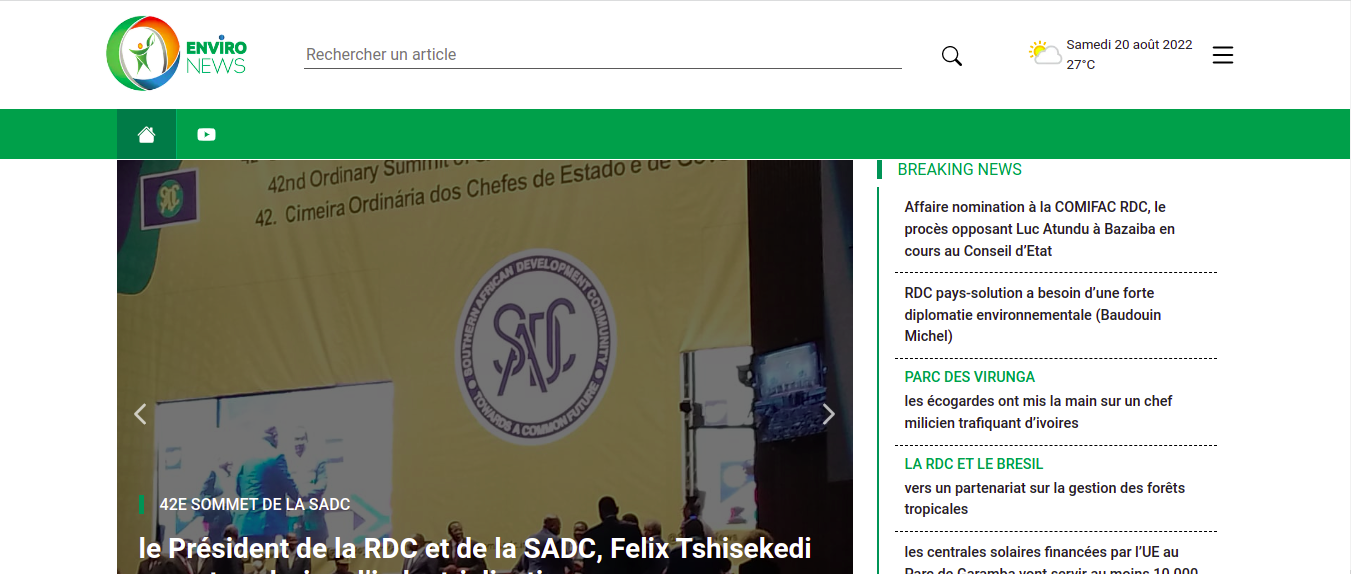 ENVIRO
NEWS
Rechercher un article
Samedi 20 août 2022
27°C
42nd Ordinary Summit of
42. Cimeira Ordinária dos Chefes de Estado e de
SADC
SOUTHERN AFRICAN DEVELOPMENT COMMUNITY
TOWARDS A COMMON FUTURE
SADC
42E SOMMET DE LA SADC
le Président de la RDC et de la SADC, Felix Tshisekedi
BREAKING NEWS
Affaire nomination à la COMIFAC RDC, le
procès opposant Luc Atundu à Bazaiba en
cours au Conseil d’Etat
RDC pays-solution a besoin d’une forte
diplomatie environnementale (Baudouin
Michel)
PARC DES VIRUNGA
les écogardes ont mis la main sur un chef
milicien trafiquant d’ivoires
LA RDC ET LE BRESIL
vers un partenariat sur la gestion des forêts
tropicales
les centrales solaires financées par l’UE au
Parc de Garamba vont servir au moins 10 000